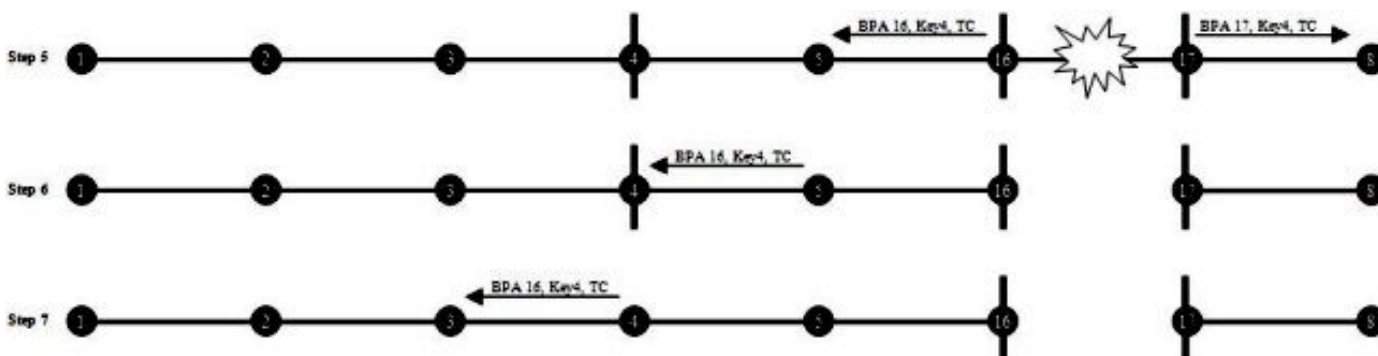 BPA 16, Key4, TC BPA 17, Key4, TC
Step 5 1 2 3 4 5 16 17 8
BPA 16, Key4, TC
Step 6 1 2 3 4 5 16 17 8
BPA 16, Key4, TC
Step 7 1 2 3 4 5 16 17 8